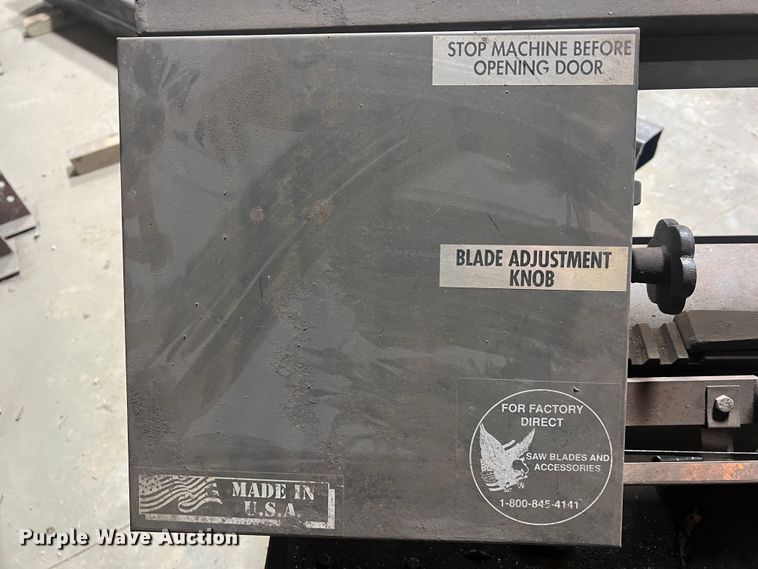 STOP MACHINE BEFORE
OPENING DOOR
BLADE ADJUSTMENT
KNOB
FOR FACTORY
DIRECT
SAW BLADES AND
ACCESSORIES
1-800-845-4141
MADE IN
U.S.A.
Purple Wave Auction